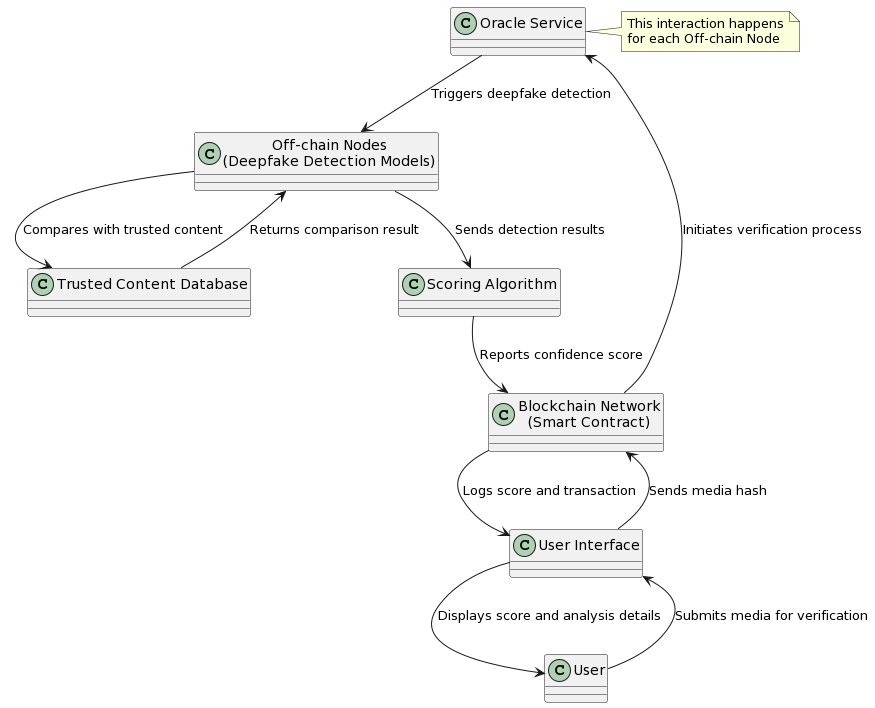 C Oracle Service
This interaction happens
for each Off-chain Node
Triggers deepfake detection
C Off-chain Nodes
(Deepfake Detection Models)
Compares with trusted content
Returns comparison result
Sends detection results
Initiates verification process
C Trusted Content Database
C Scoring Algorithm
Reports confidence score
C Blockchain Network
(Smart Contract)
Logs score and transaction
Sends media hash
C User Interface
Displays score and analysis details
Submits media for verification
C User